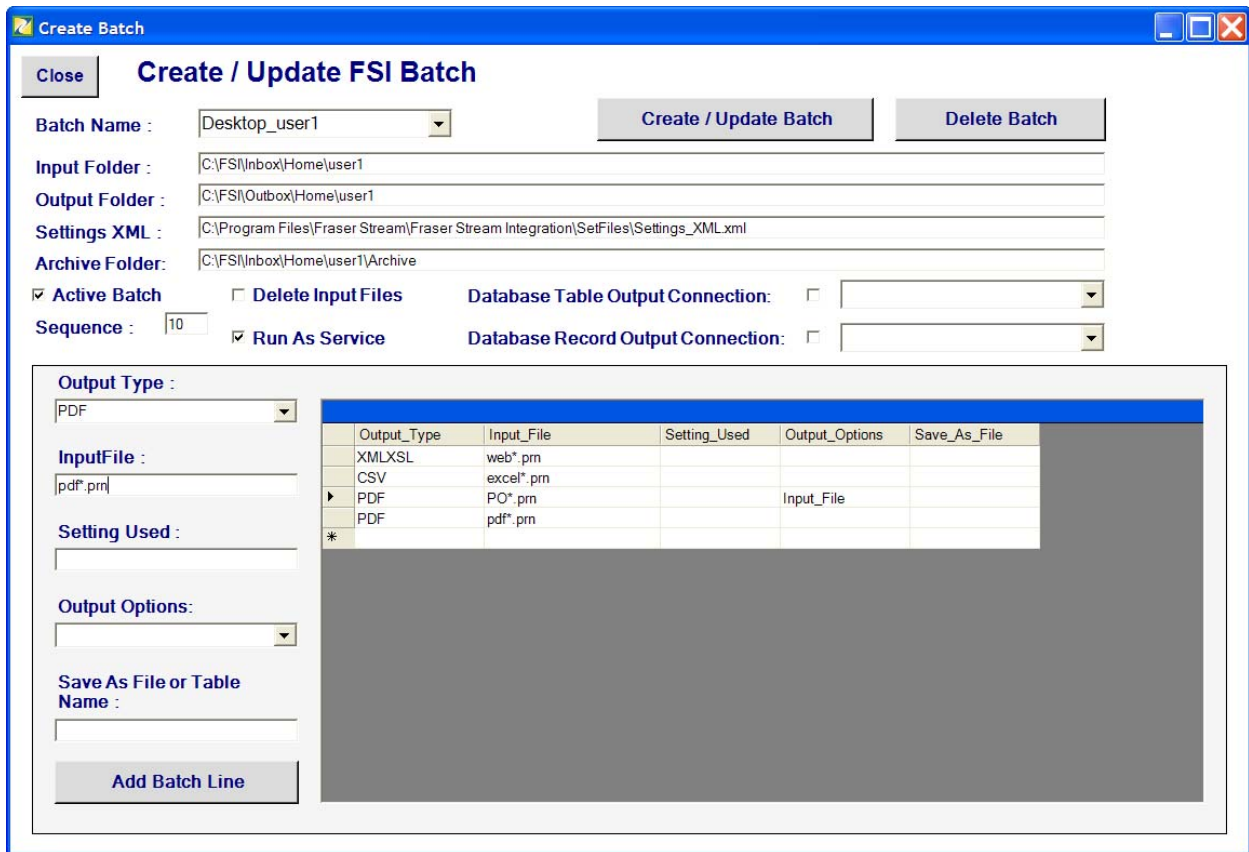 Create Batch
Close
Create / Update FSI Batch
Batch Name :
Desktop_user1
Create / Update Batch
Delete Batch
Input Folder :
C:\FSI\Inbox\Home\user1
Output Folder :
C:\FSI\Outbox\Home\user1
Settings XML :
C:\Program Files\Fraser Stream\Fraser Stream Integration\SetFiles\Settings_XML.xml
Archive Folder:
C:\FSI\Inbox\Home\user1\Archive
Active Batch
Delete Input Files
Database Table Output Connection:
Sequence :
10
Run As Service
Database Record Output Connection:
Output Type :
PDF
InputFile :
pdf*.prn
Setting Used :
Output Options:
Save As File or Table
Name :
Add Batch Line
Output_Type Input_File Setting_Used Output_Options Save_As_File
XMLXSL web*.prn
CSV excel*.prn
PDF PO*.prn Input_File
PDF pdf*.prn
*